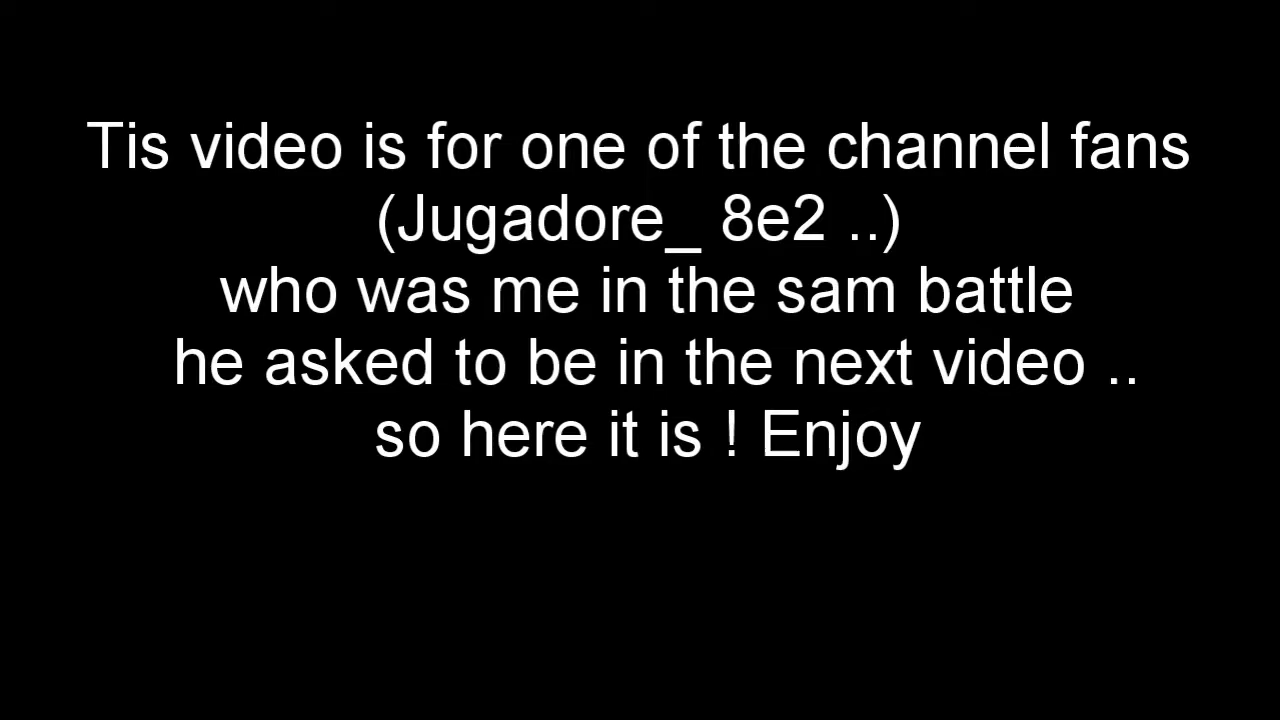 Tis video is for one of the channel fans
(Jugadore_ 8e2 ..)
who was me in the sam battle
he asked to be in the next video ..
so here it is ! Enjoy